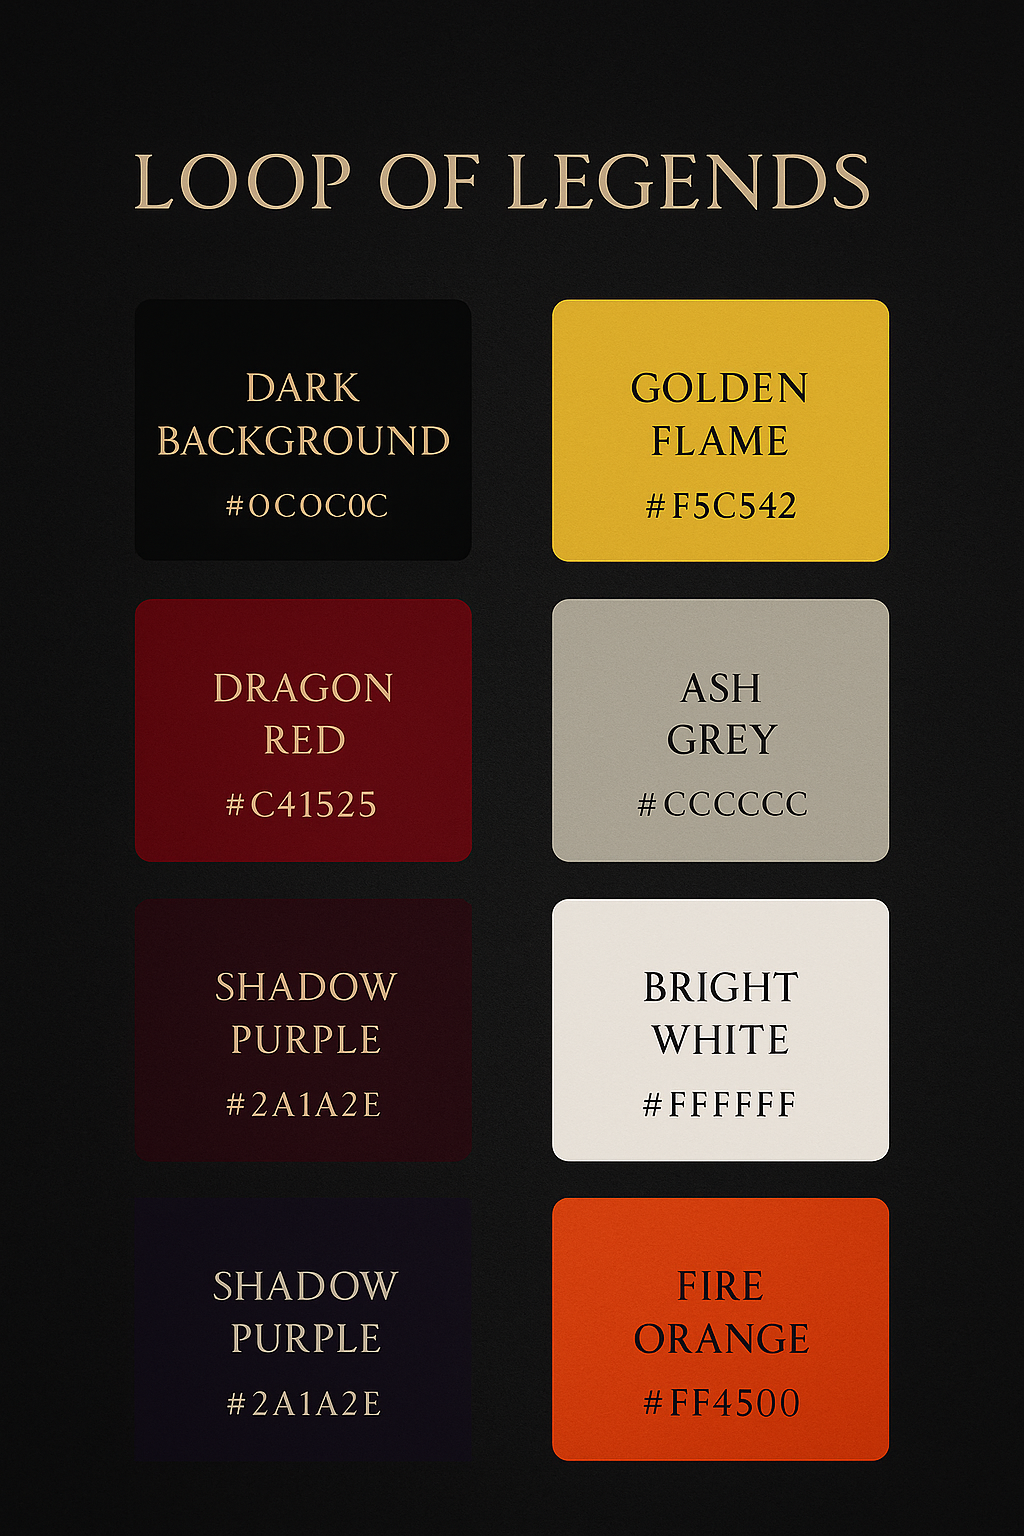 LOOP OF LEGENDS
DARK
BACKGROUND
#0C0C0C
GOLDEN
FLAME
#F5C542
DRAGON
RED
#C41525
ASH
GREY
#CCCCCC
SHADOW
PURPLE
#2A1A2E
BRIGHT
WHITE
#FFFFFF
SHADOW
PURPLE
#2A1A2E
FIRE
ORANGE
#FF4500